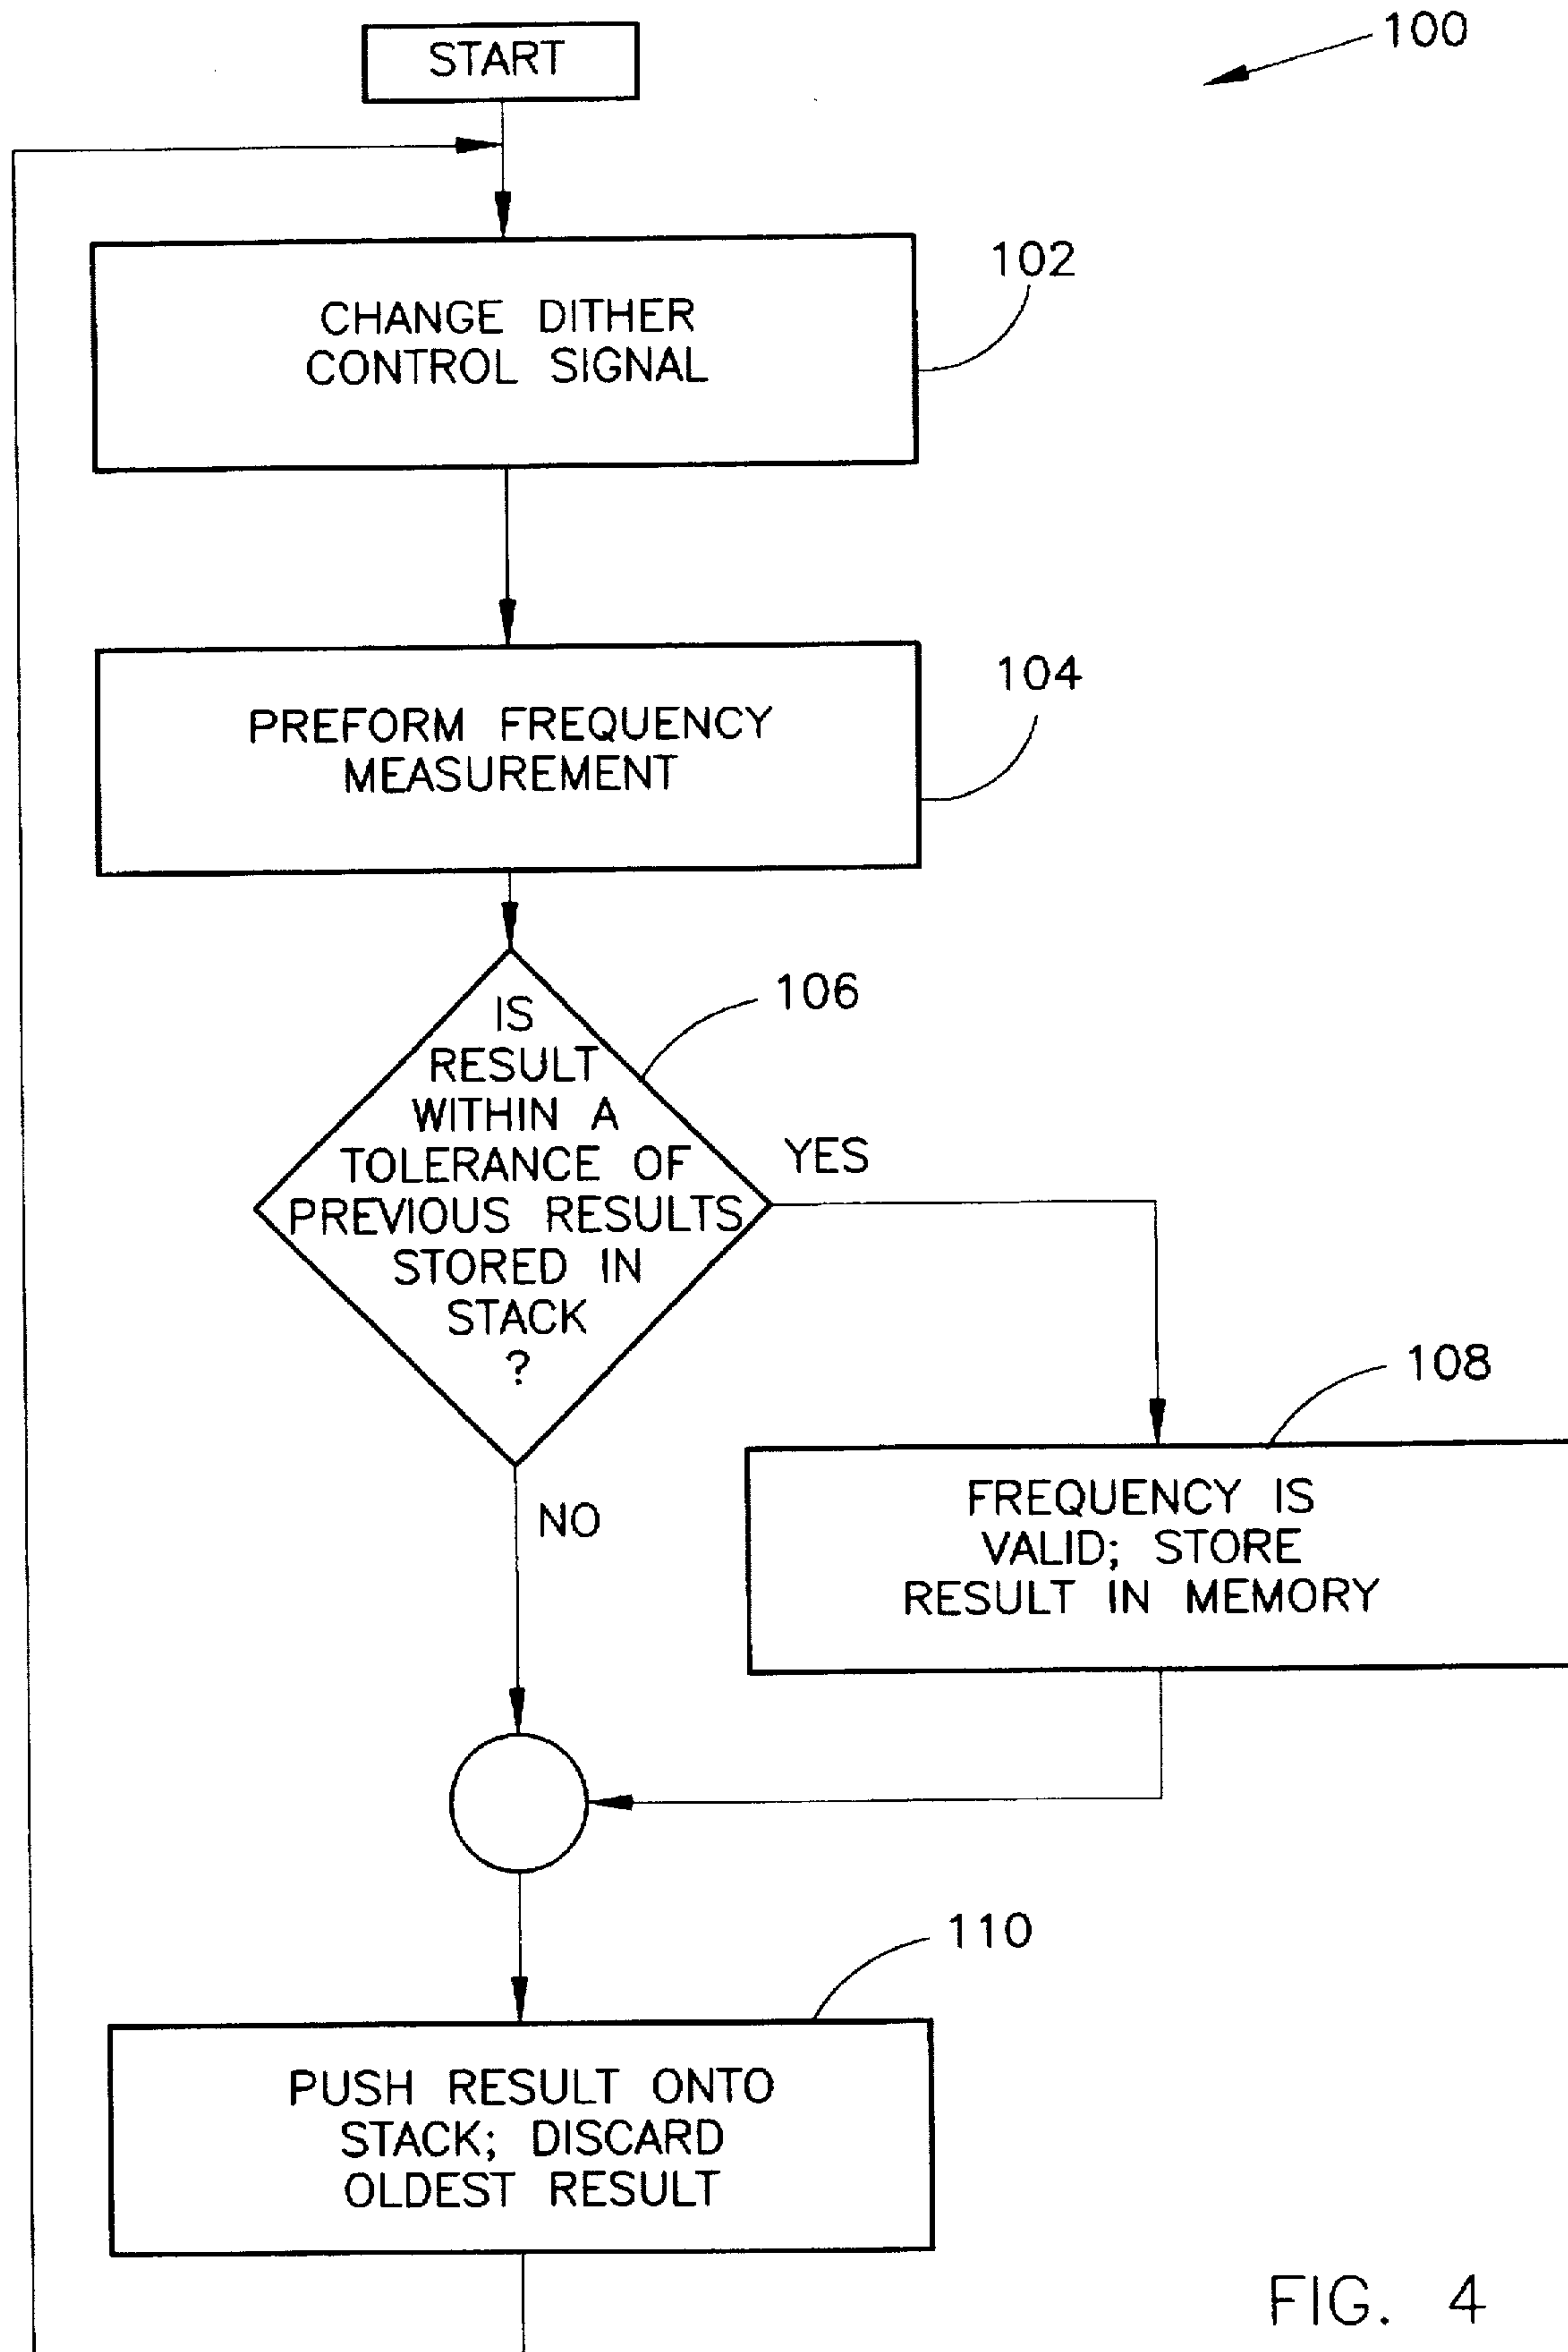 START
100
CHANGE DITHER
CONTROL SIGNAL
102
PREFORM FREQUENCY
MEASUREMENT
104
IS
RESULT
WITHIN A
TOLERANCE OF
PREVIOUS RESULTS
STORED IN
STACK
?
106
YES
NO
108
FREQUENCY IS
VALID; STORE
RESULT IN MEMORY
110
PUSH RESULT ONTO
STACK; DISCARD
OLDEST RESULT
FIG. 4